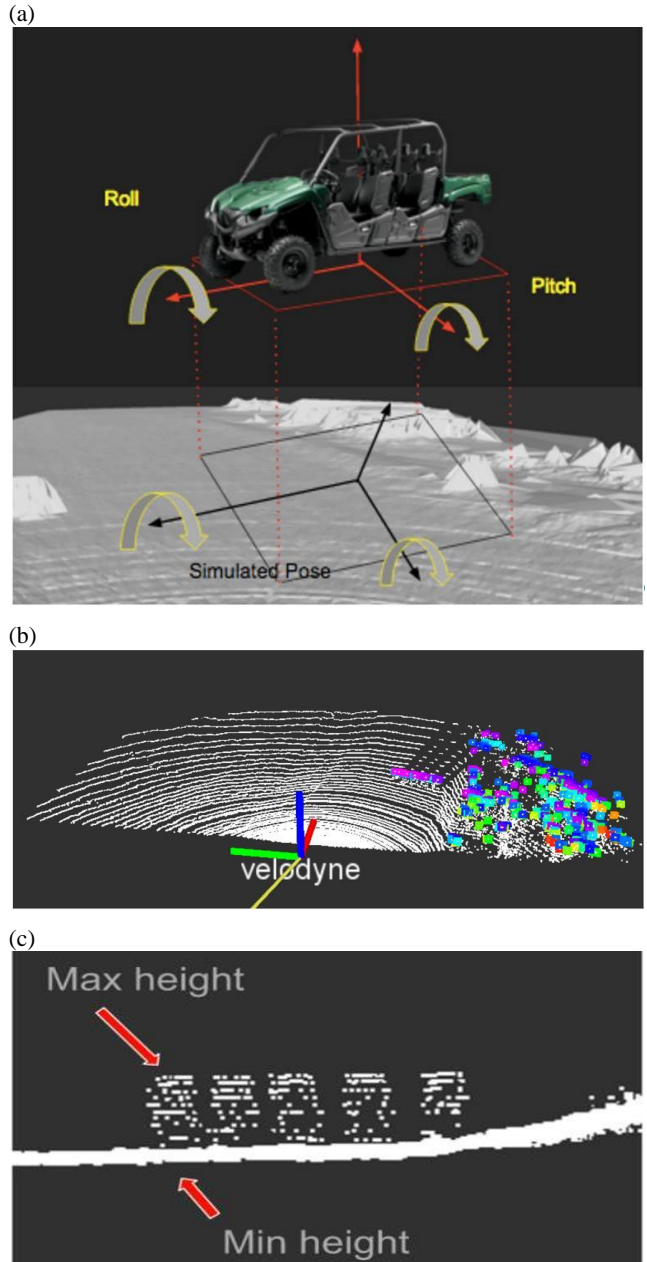 (a)
Roll
Pitch
Simulated Pose
(b)
velodyne
(c)
Max height
Min height